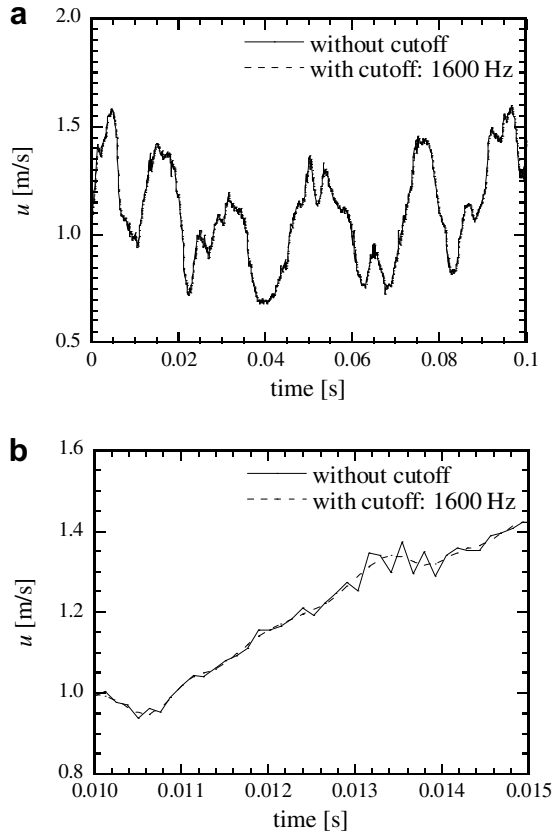 a
2.0
without cutoff
with cutoff: 1600 Hz
1.5
u [m/s]
1.0
0.5
0 0.02 0.04 0.06 0.08 0.1
time [s]
b
1.6
without cutoff
with cutoff: 1600 Hz
1.4
u [m/s]
1.2
1.0
0.8
0.010 0.011 0.012 0.013 0.014 0.015
time [s]